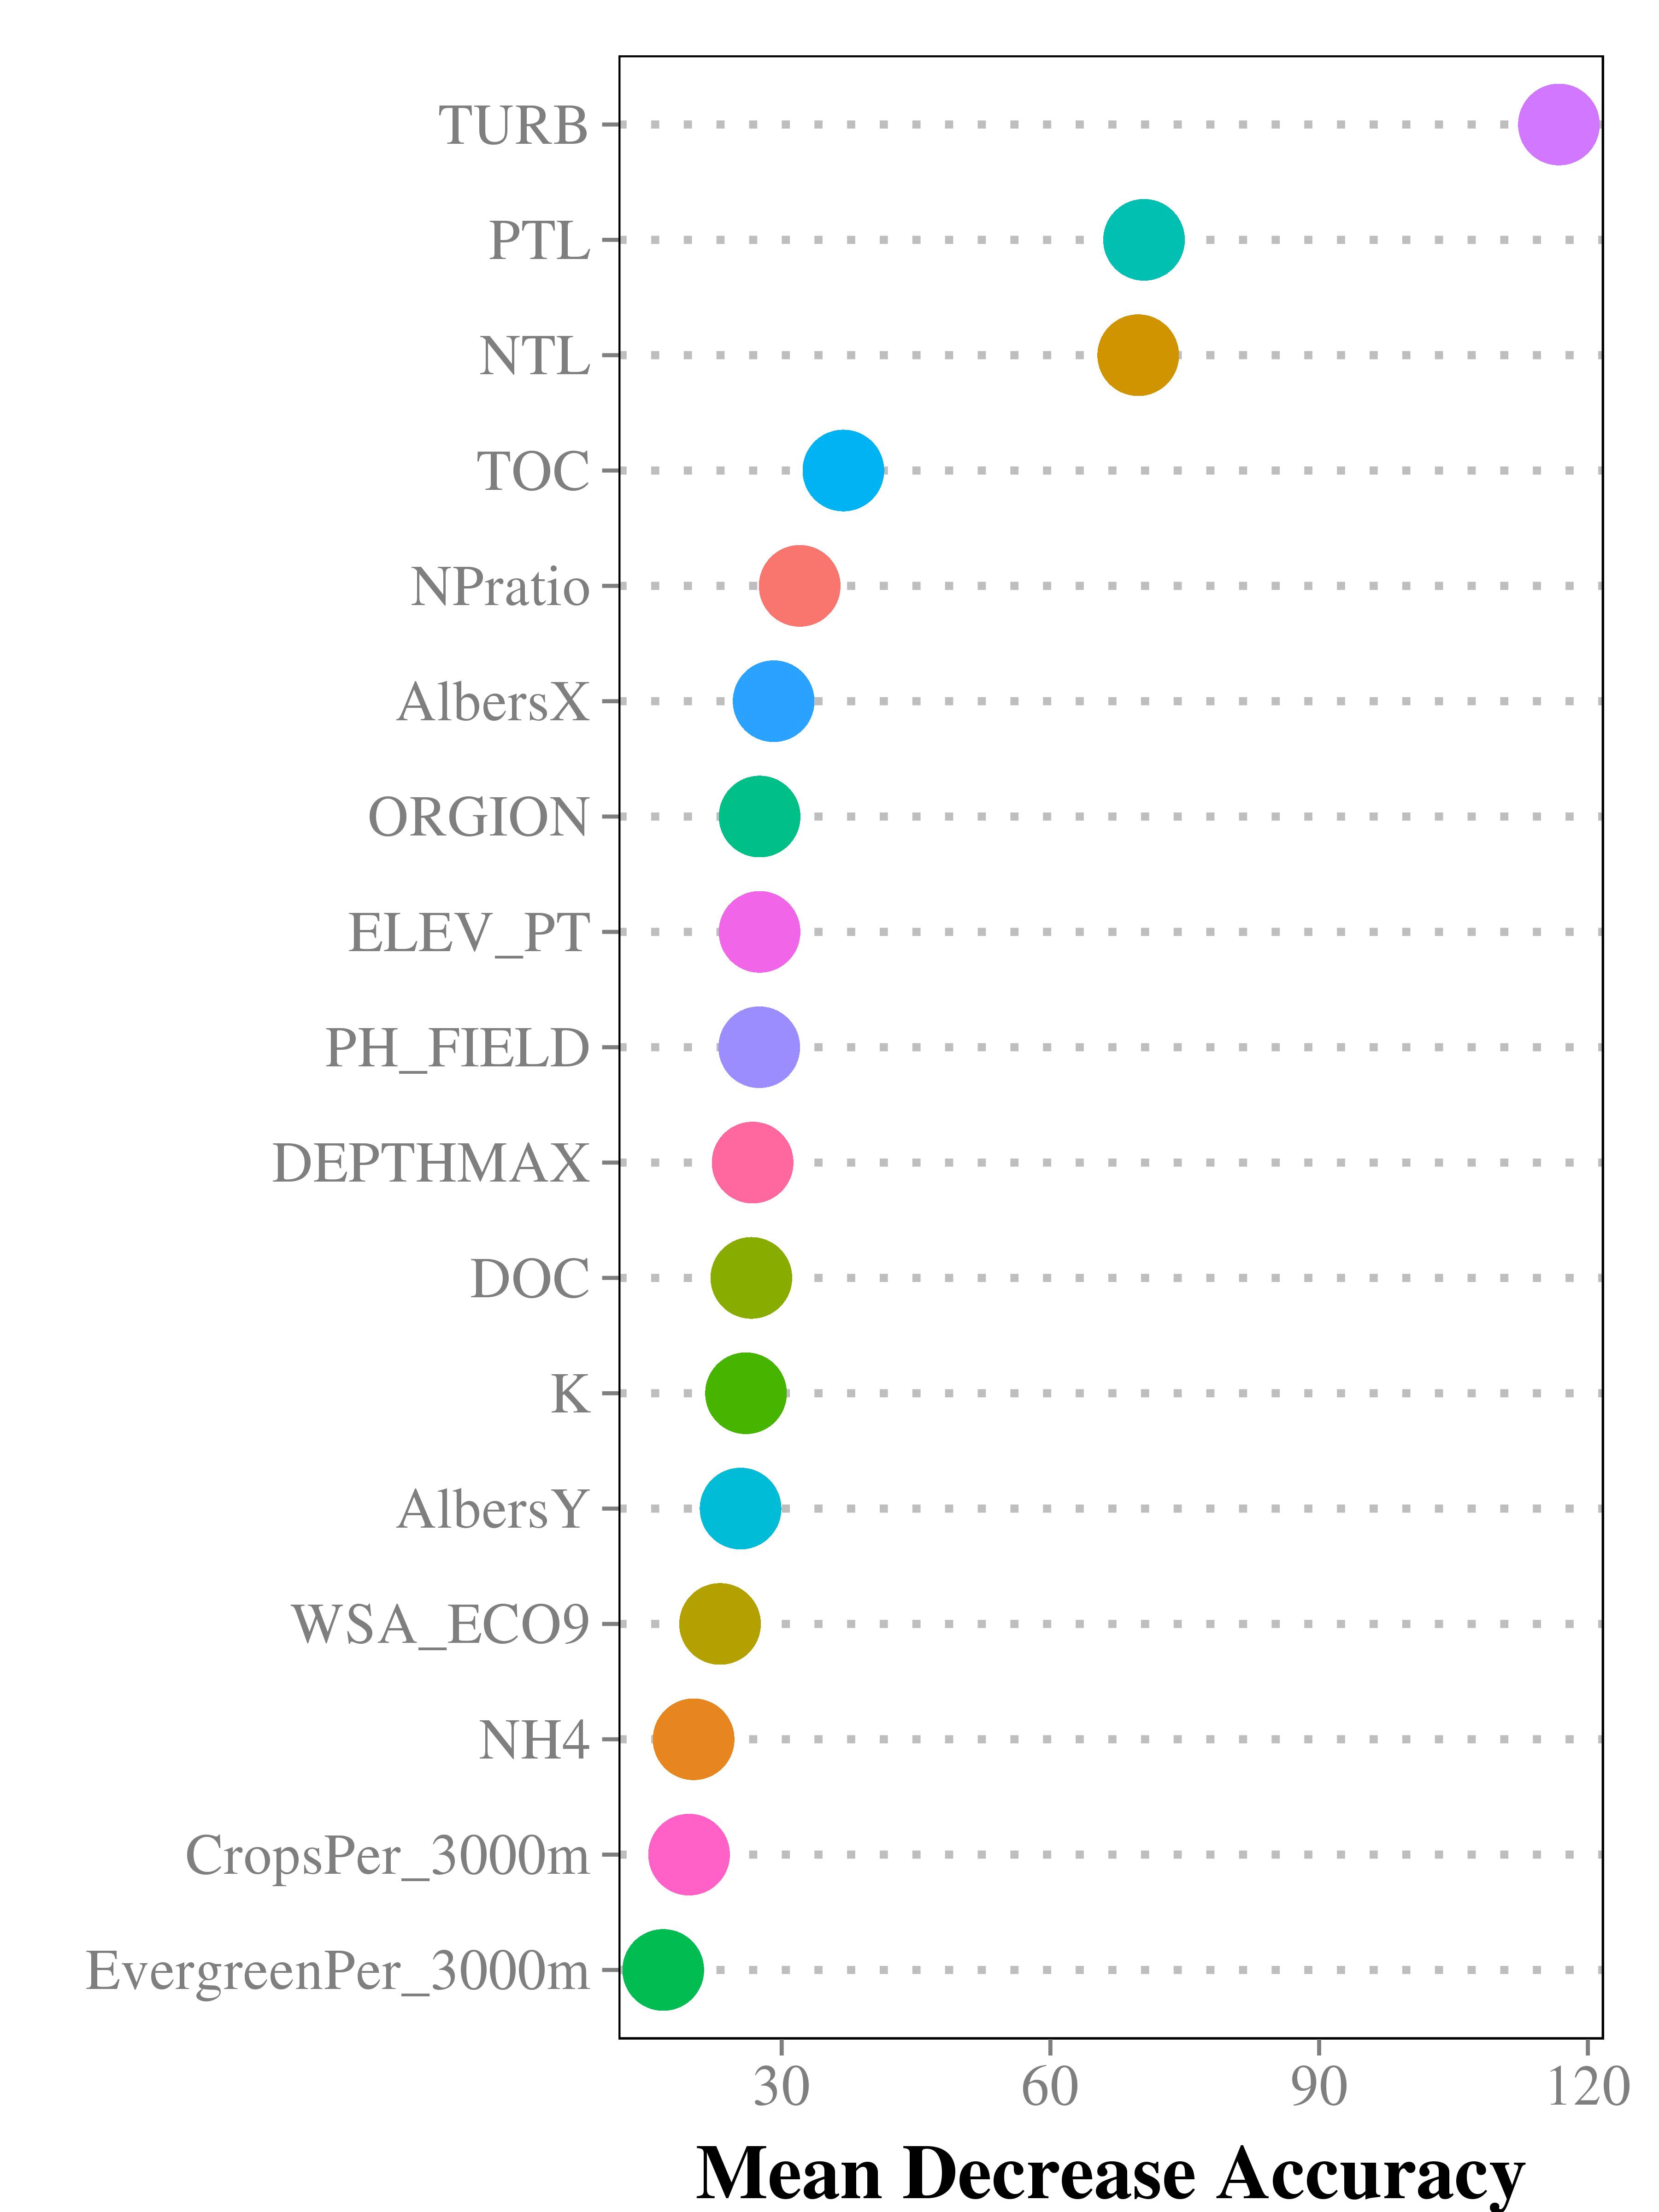 TURB
PTL
NTL
TOC
NPratio
AlbersX
ORGION
ELEV_PT
PH_FIELD
DEPTHMAX
DOC
K
AlbersY
WSA_ECO9
NH4
CropsPer_3000m
EvergreenPer_3000m
30 60 90 120
Mean Decrease Accuracy